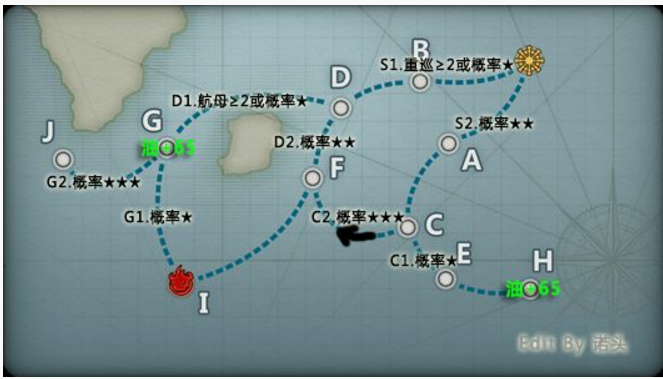 B
S1.重巡≥2或概率★
D
D1.航母≥2或概率★
G
J
油+65
S2.概率★★
D2.概率★★
A
F
G2.概率★★★
G1.概率★
C2.概率★★★
C
C1.概率★
E
H
油+65
I
Edit By 诺头